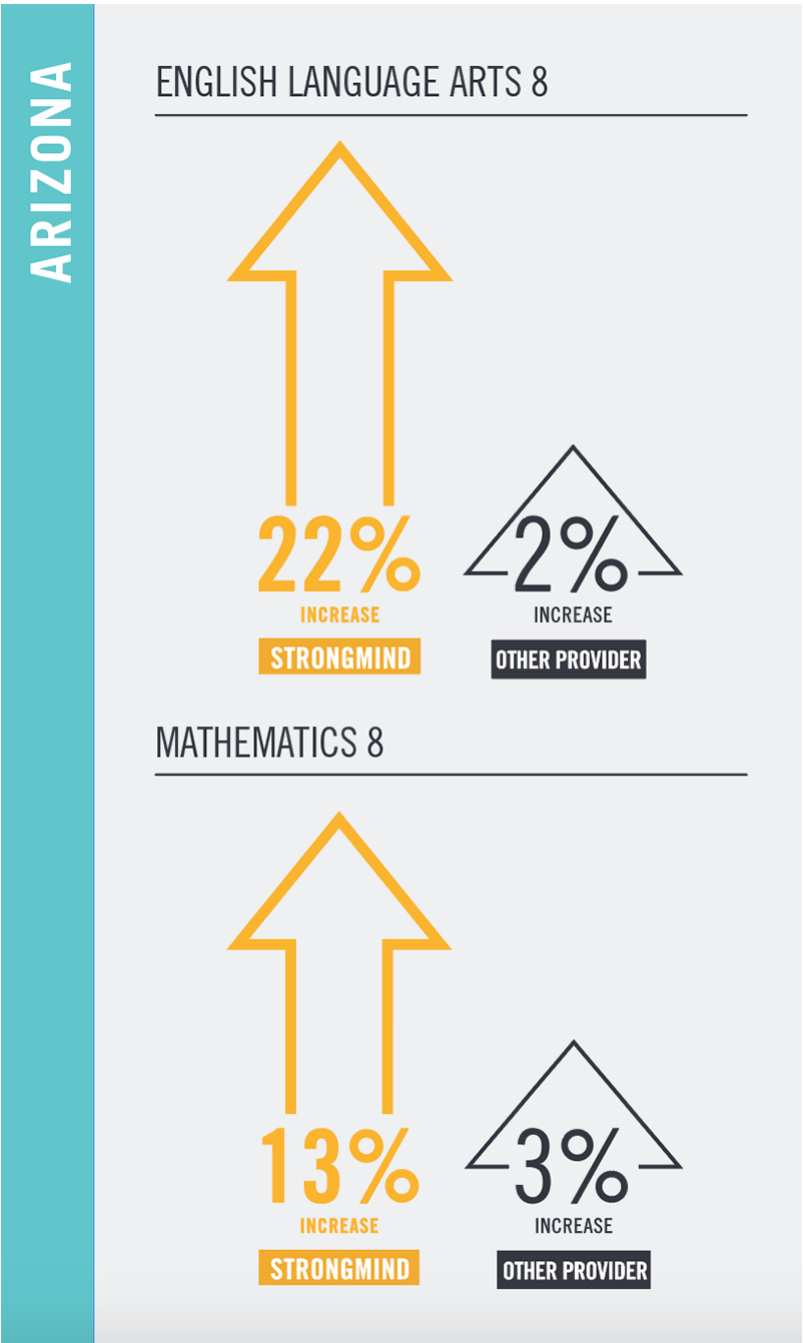 ARIZONA
ENGLISH LANGUAGE ARTS 8
22%
INCREASE
STRONGMIND
2%
INCREASE
OTHER PROVIDER
MATHEMATICS 8
13%
INCREASE
STRONGMIND
3%
INCREASE
OTHER PROVIDER